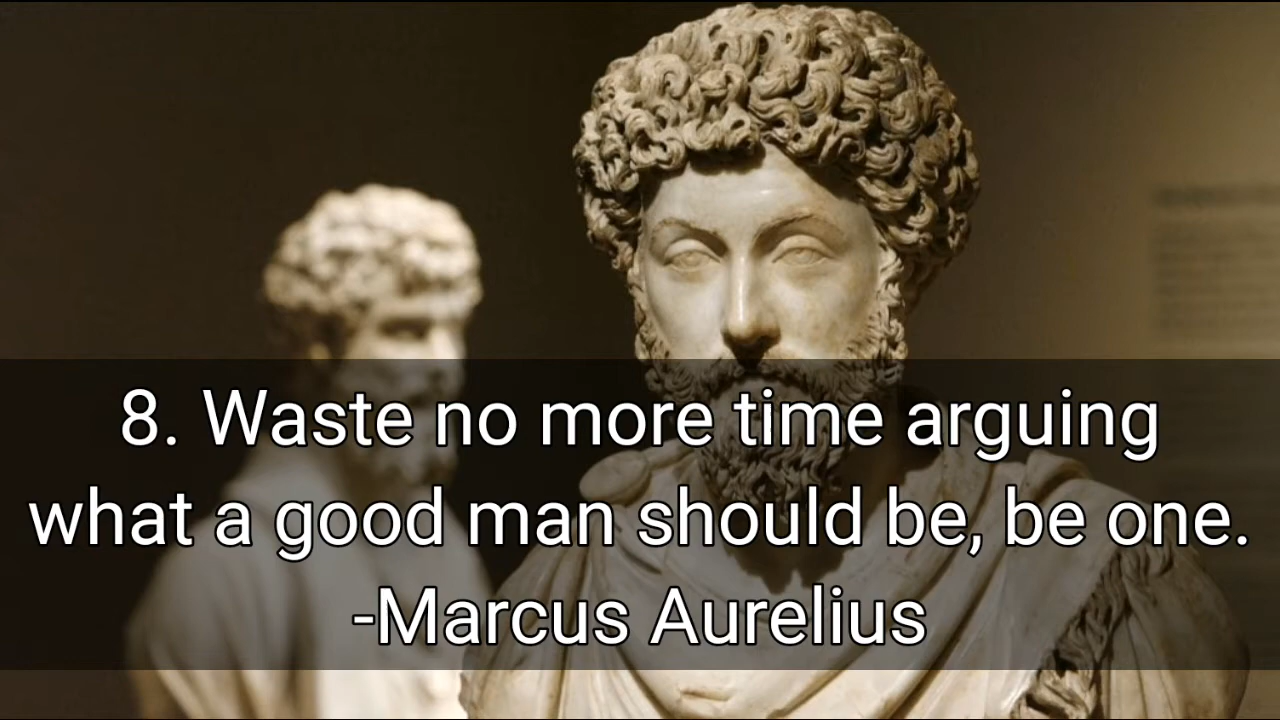 8. Waste no more time arguing
what a good man should be, be one.
-Marcus Aurelius